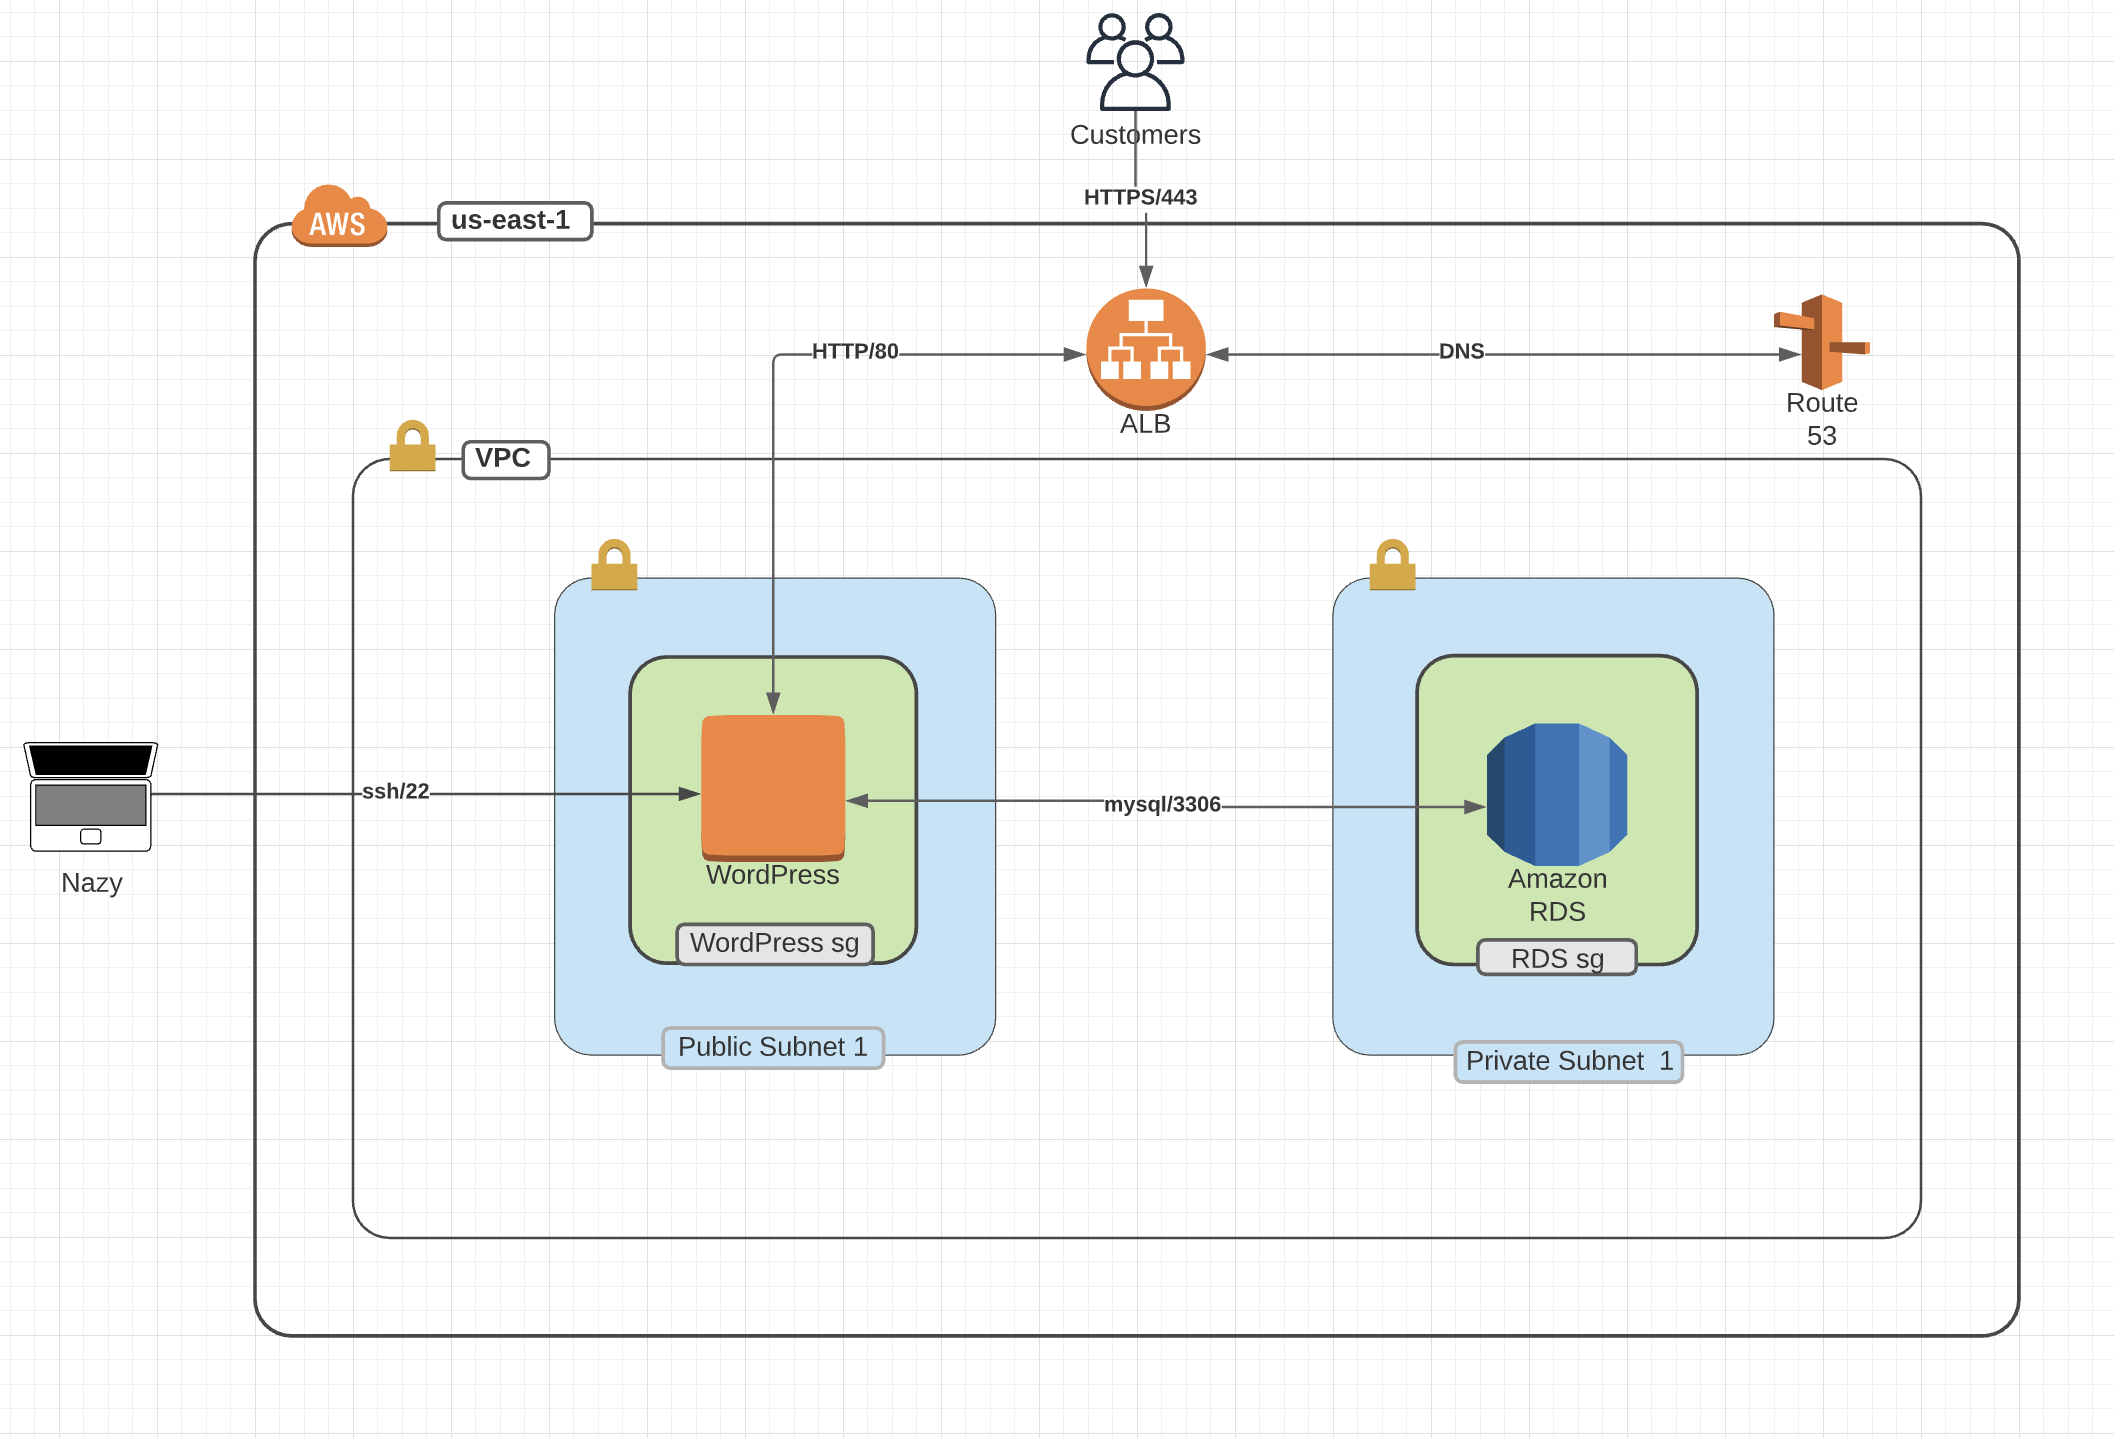 Customers
HTTPS/443
AWS
us-east-1
HTTP/80
DNS
ALB
Route
53
VPC
ssh/22
mysql/3306
Nazy
WordPress
Amazon
RDS
WordPress sg
RDS sg
Public Subnet 1
Private Subnet  1